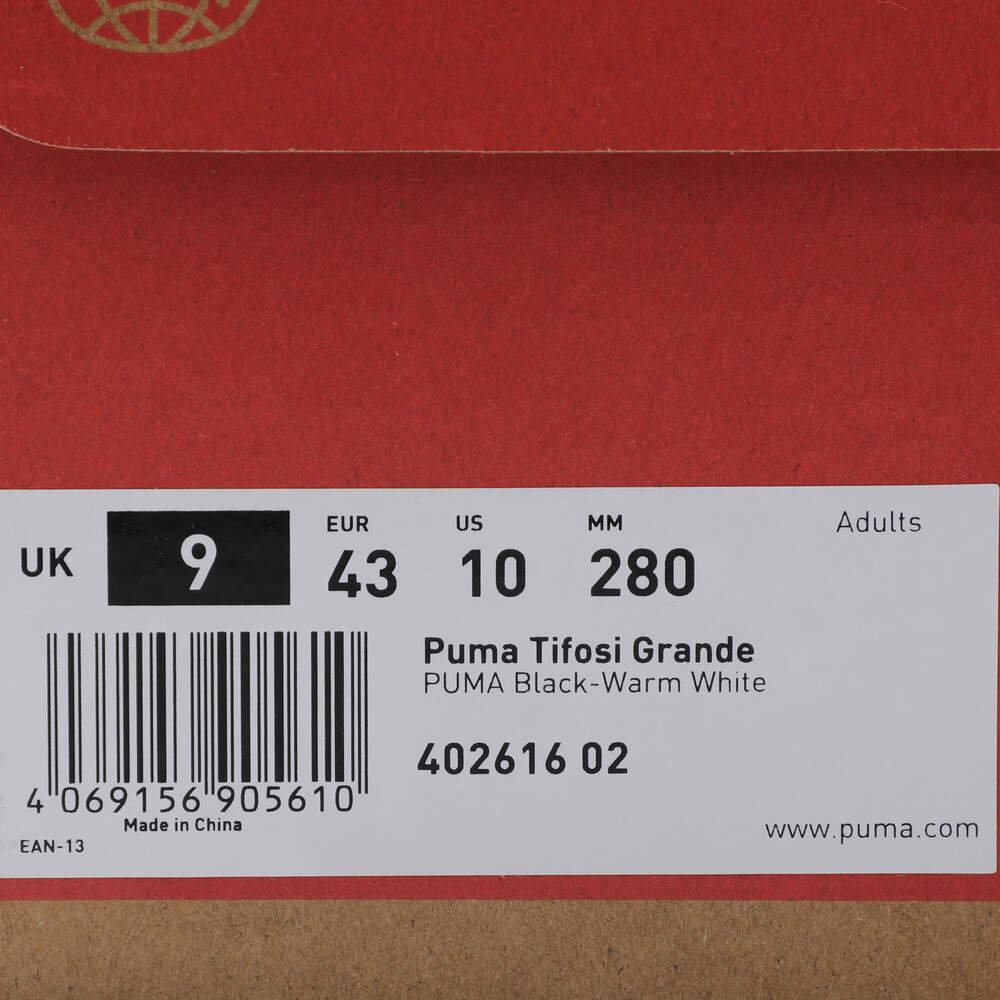 UK 9
EUR 43
US 10
MM 280
Adults
Puma Tifosi Grande
PUMA Black-Warm White
402616 02
4 069156 905610
Made in China
EAN-13
www.puma.com